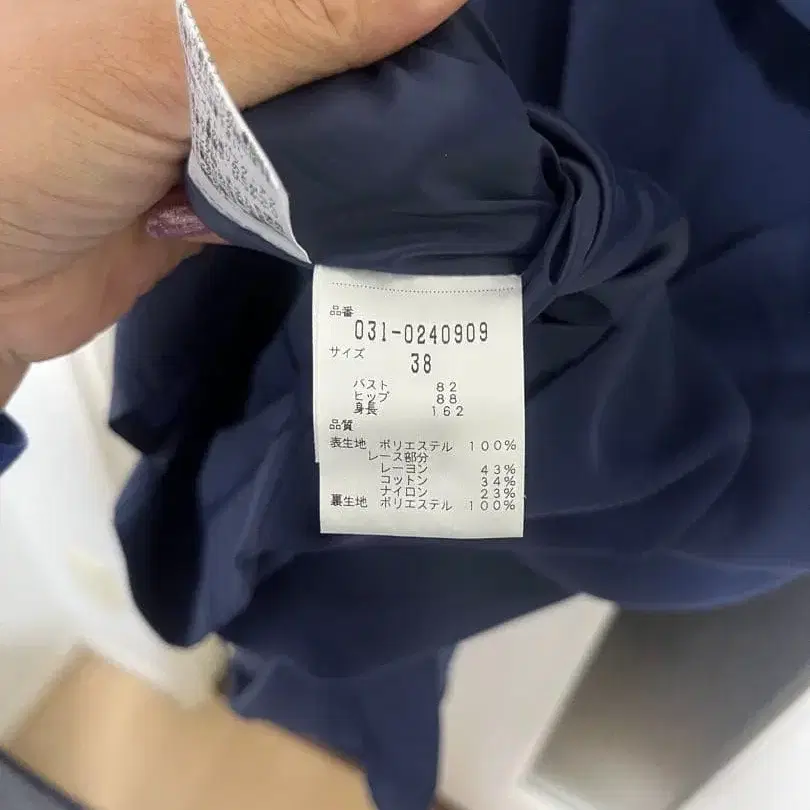 品番
031-0240909
サイズ 38
バスト 82
ヒップ 88
身長 162
品質
表生地 ポリエステル 100%
レース部分
レーヨン 43%
コットン 34%
ナイロン 23%
裏生地 ポリエステル 100%